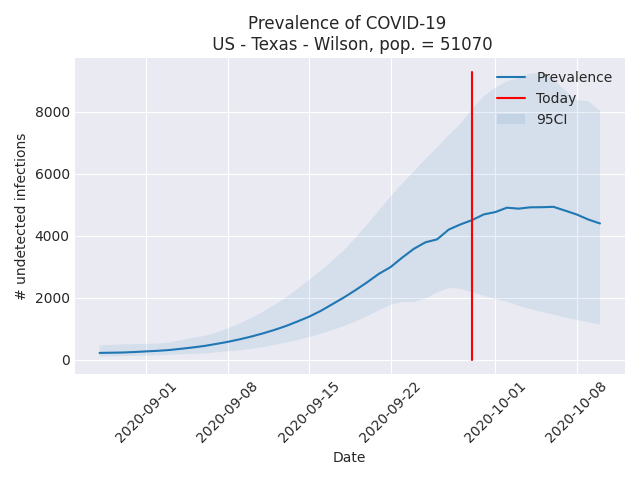 Prevalence of COVID-19
US - Texas - Wilson, pop. = 51070
Prevalence
Today
95CI
# undetected infections
8000
6000
4000
2000
0
2020-09-01
2020-09-08
2020-09-15
2020-09-22
2020-10-01
2020-10-08
Date